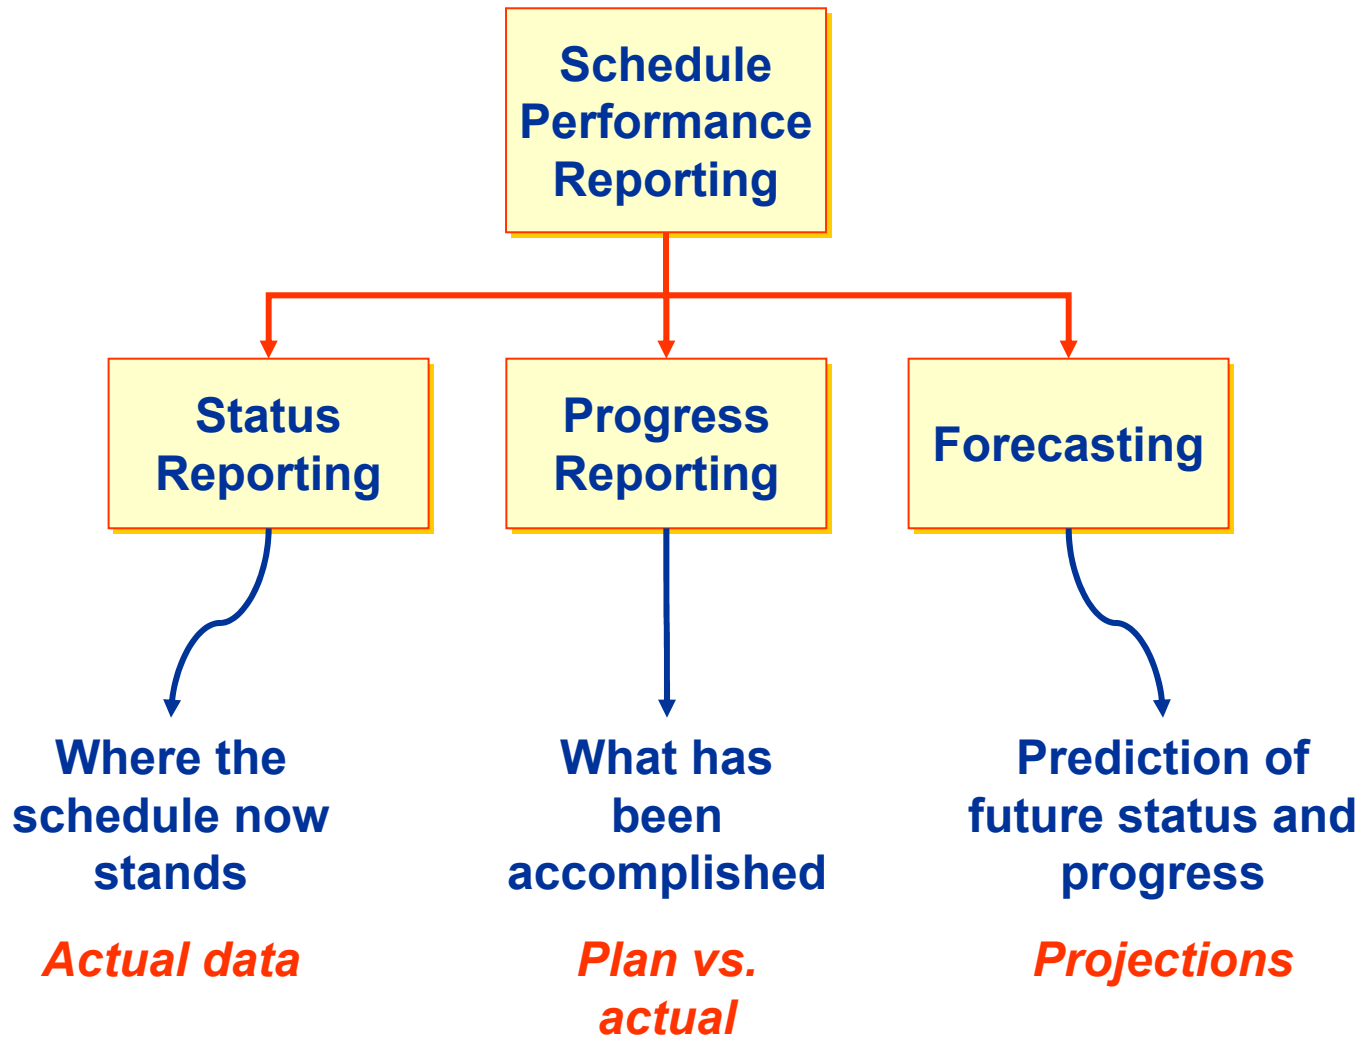 Schedule
Performance
Reporting
Status
Reporting
Progress
Reporting
Forecasting
Where the
schedule now
stands
Actual data
What has
been
accomplished
Plan vs.
actual
Prediction of
future status and
progress
Projections